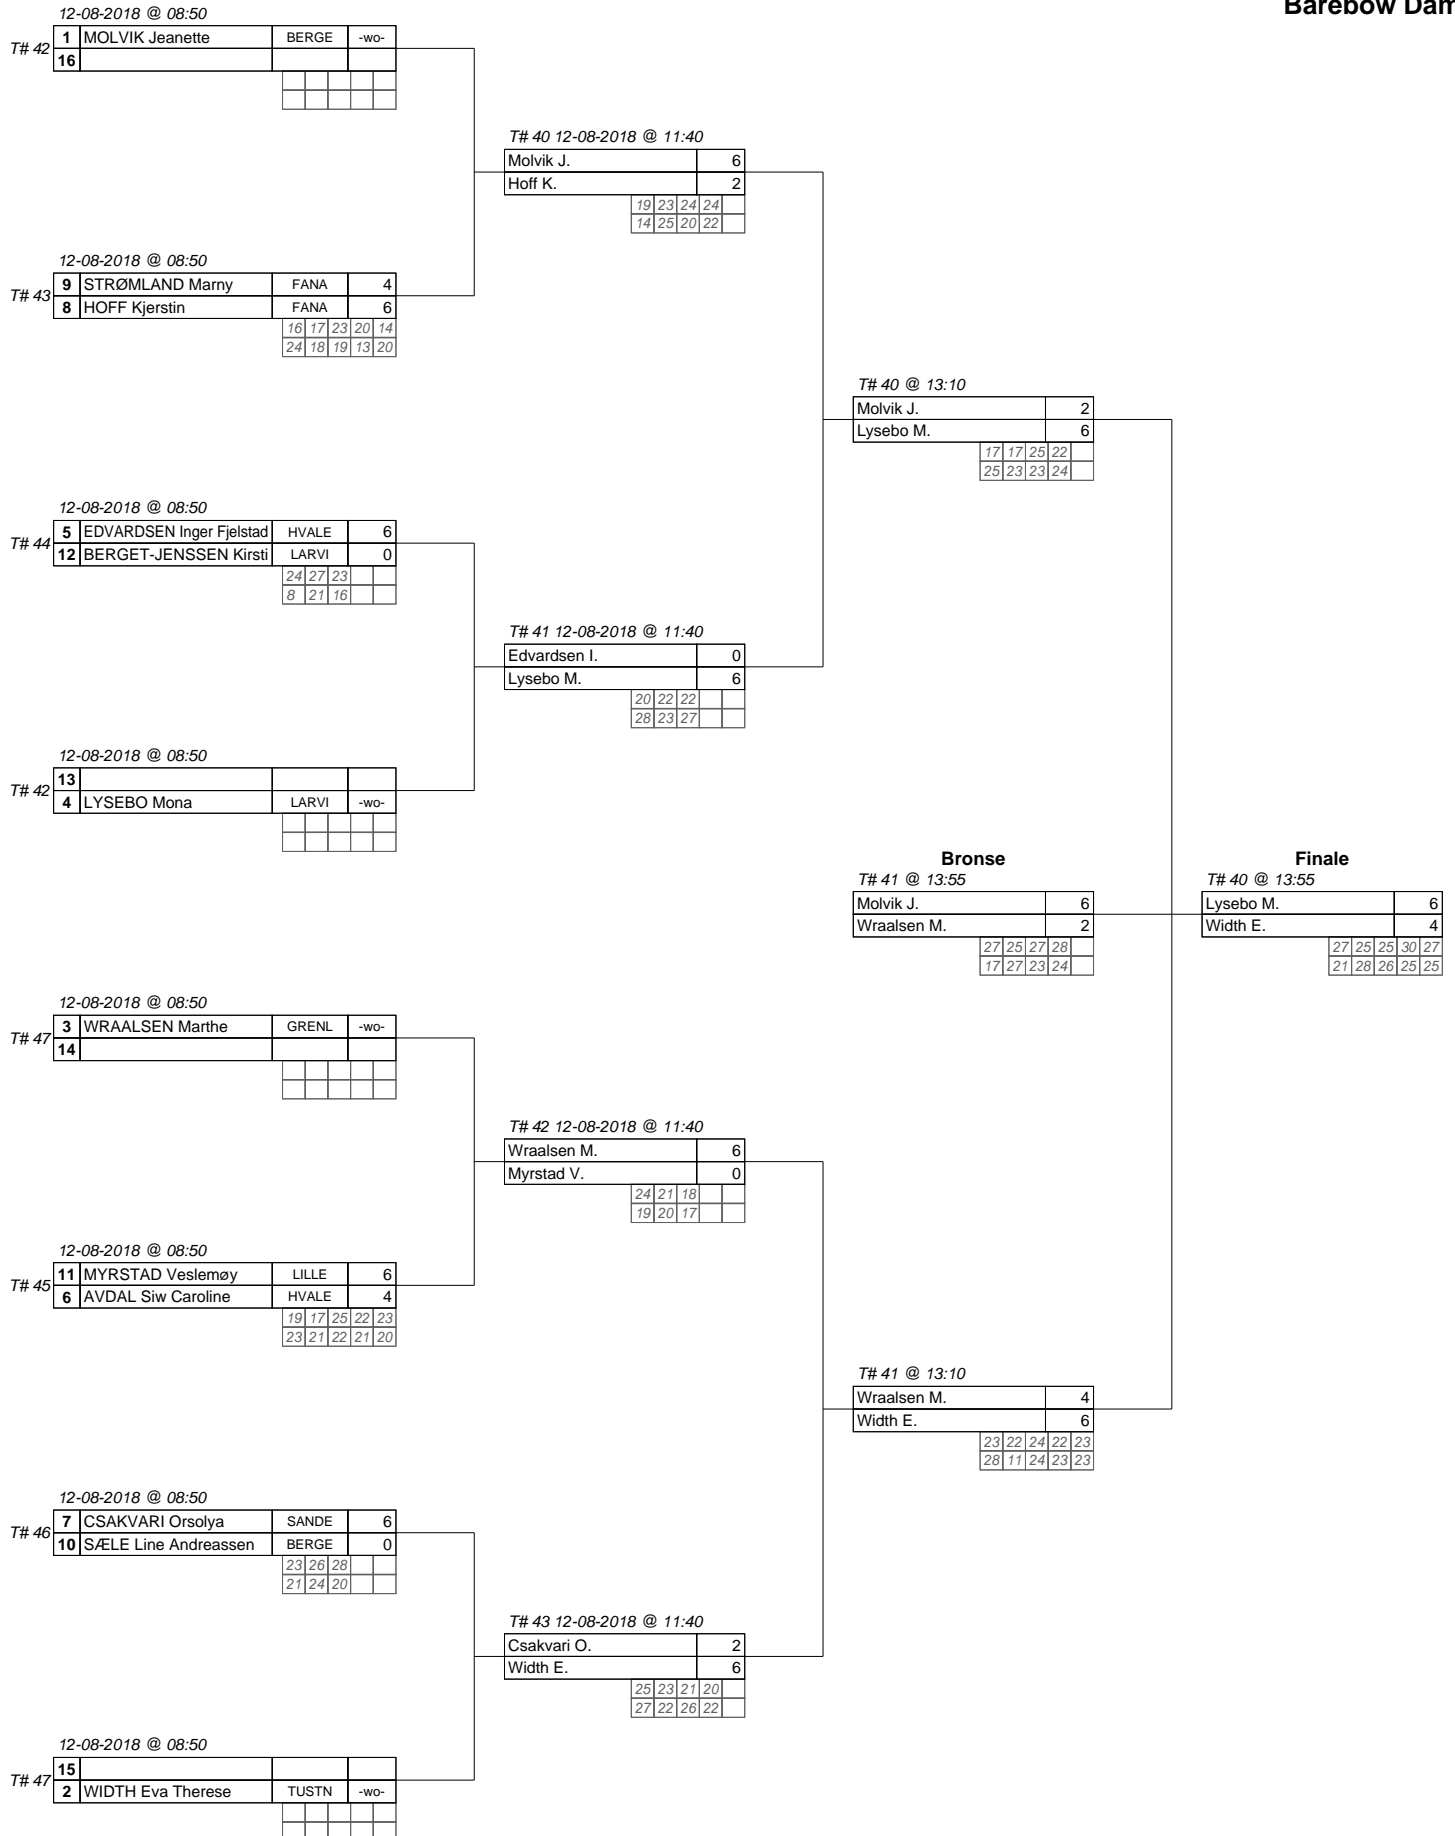 Barebow Dam
12-08-2018 @ 08:50
T# 42
1 MOLVIK Jeanette BERGE -wo-
16
T# 40 12-08-2018 @ 11:40
Molvik J. 6
Hoff K. 2
19 23 24 24
14 25 20 22
12-08-2018 @ 08:50
T# 43
9 STRØMLAND Marny FANA 4
8 HOFF Kjerstin FANA 6
16 17 23 20 14
24 18 19 13 20
T# 40 @ 13:10
Molvik J. 2
Lysebo M. 6
17 17 25 22
25 23 23 24
12-08-2018 @ 08:50
T# 44
5 EDVARDSEN Inger Fjelstad HVALE 6
12 BERGET-JENSSEN Kirsti LARVI 0
24 27 23
8 21 16
T# 41 12-08-2018 @ 11:40
Edvardsen I. 0
Lysebo M. 6
20 22 22
28 23 27
12-08-2018 @ 08:50
T# 42
13
4 LYSEBO Mona LARVI -wo-
Bronse
T# 41 @ 13:55
Molvik J. 6
Wraalsen M. 2
27 25 27 28
17 27 23 24
Finale
T# 40 @ 13:55
Lysebo M. 6
Width E. 4
27 25 25 30 27
21 28 26 25 25
12-08-2018 @ 08:50
T# 47
3 WRAALSEN Marthe GRENL -wo-
14
T# 42 12-08-2018 @ 11:40
Wraalsen M. 6
Myrstad V. 0
24 21 18
19 20 17
12-08-2018 @ 08:50
T# 45
11 MYRSTAD Veslemøy LILLE 6
6 AVDAL Siw Caroline HVALE 4
19 17 25 22 23
23 21 22 21 20
T# 41 @ 13:10
Wraalsen M. 4
Width E. 6
23 22 24 22 23
28 11 24 23 23
12-08-2018 @ 08:50
T# 46
7 CSAKVARI Orsolya SANDE 6
10 SÆLE Line Andreassen BERGE 0
23 26 28
21 24 20
T# 43 12-08-2018 @ 11:40
Csakvari O. 2
Width E. 6
25 23 21 20
27 22 26 22
12-08-2018 @ 08:50
T# 47
15
2 WIDTH Eva Therese TUSTN -wo-